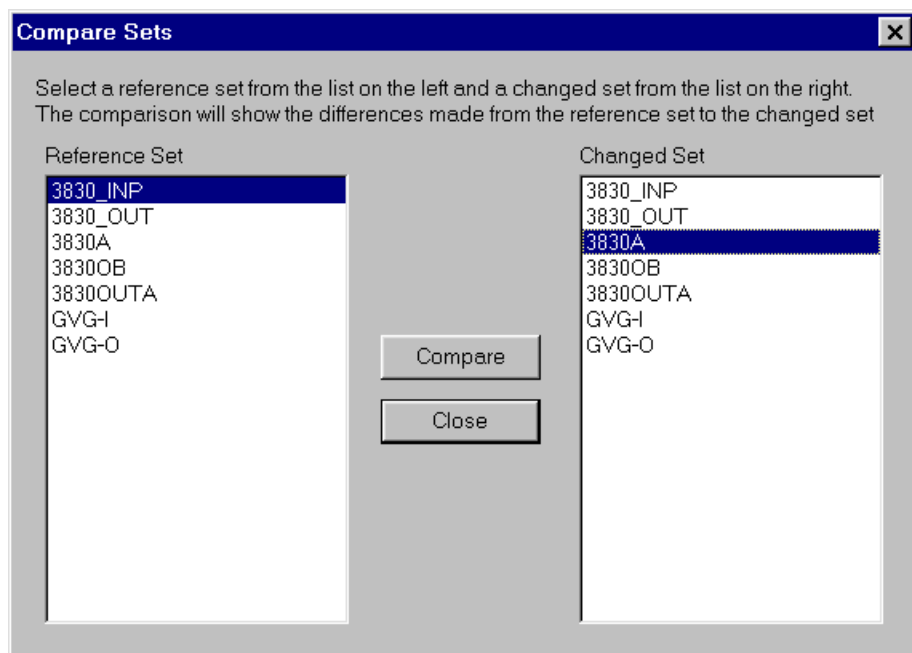 Compare Sets
Select a reference set from the list on the left and a changed set from the list on the right.
The comparison will show the differences made from the reference set to the changed set
Reference Set
3830_INP
3830_OUT
3830A
3830OB
3830OUTA
GVG-I
GVG-O
Compare
Close
Changed Set
3830_INP
3830_OUT
3830A
3830OB
3830OUTA
GVG-I
GVG-O